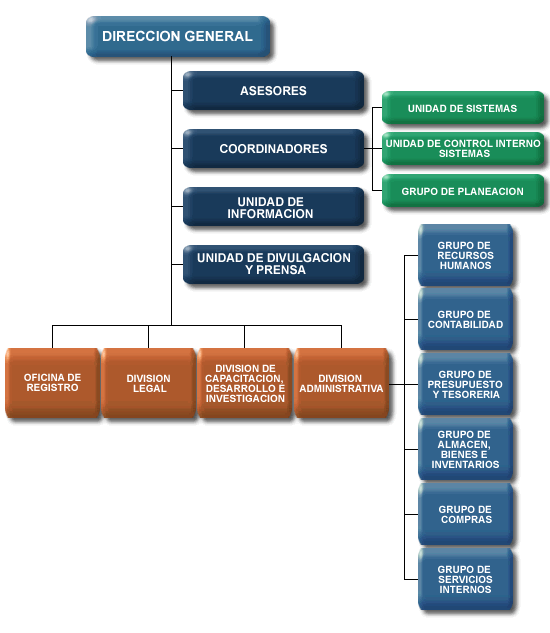 DIRECCION GENERAL
ASESORES
COORDINADORES
UNIDAD DE SISTEMAS
UNIDAD DE CONTROL INTERNO
SISTEMAS
GRUPO DE PLANEACION
UNIDAD DE
INFORMACION
UNIDAD DE DIVULGACION
Y PRENSA
OFICINA DE
REGISTRO
DIVISION
LEGAL
DIVISION DE
CAPACITACION,
DESARROLLO E
INVESTIGACION
DIVISION
ADMINISTRATIVA
GRUPO DE
RECURSOS
HUMANOS
GRUPO DE
CONTABILIDAD
GRUPO DE
PRESUPUESTO
Y TESORERIA
GRUPO DE
ALMACEN,
BIENES E
INVENTARIOS
GRUPO DE
COMPRAS
GRUPO DE
SERVICIOS
INTERNOS